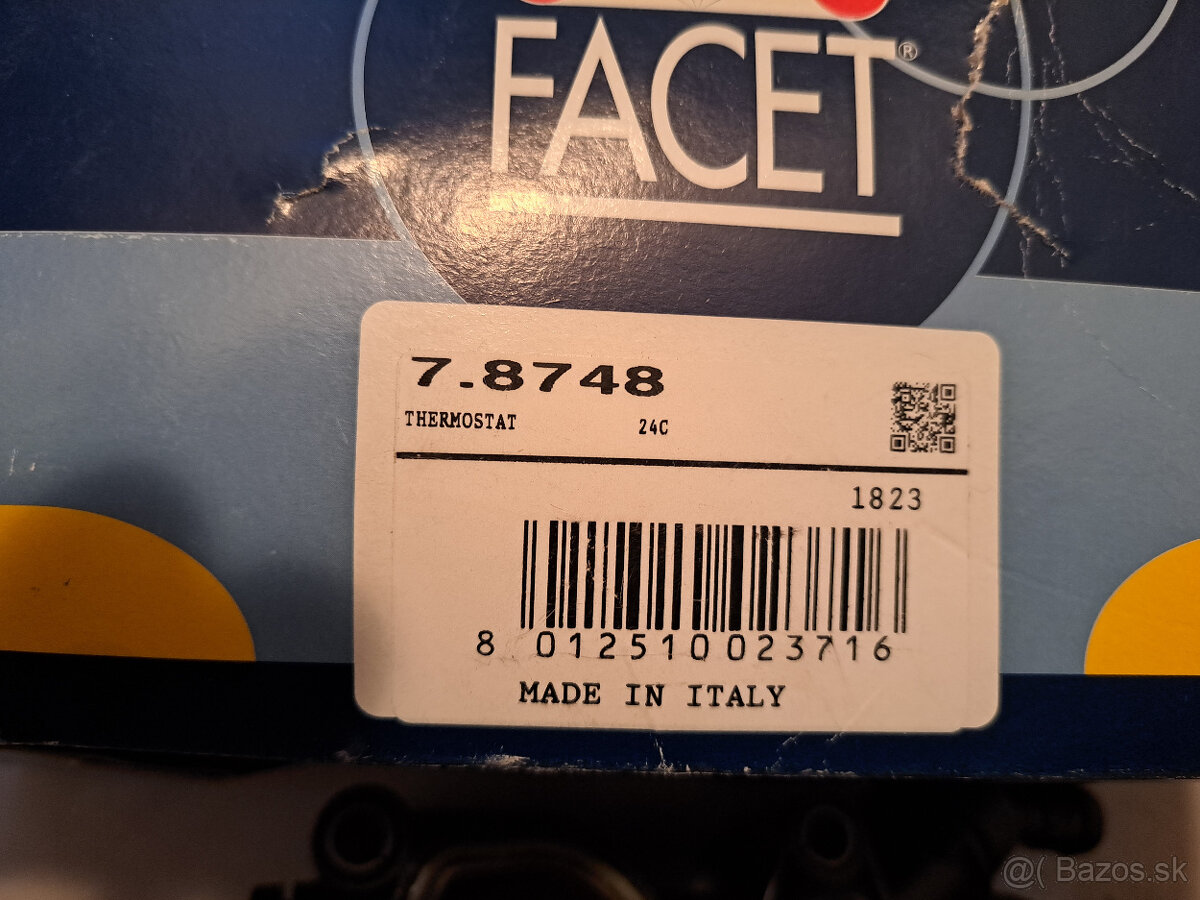 FACET®
7.8748
THERMOSTAT 24C
1823
8 012510 023716
MADE IN ITALY
@( Bazos.sk